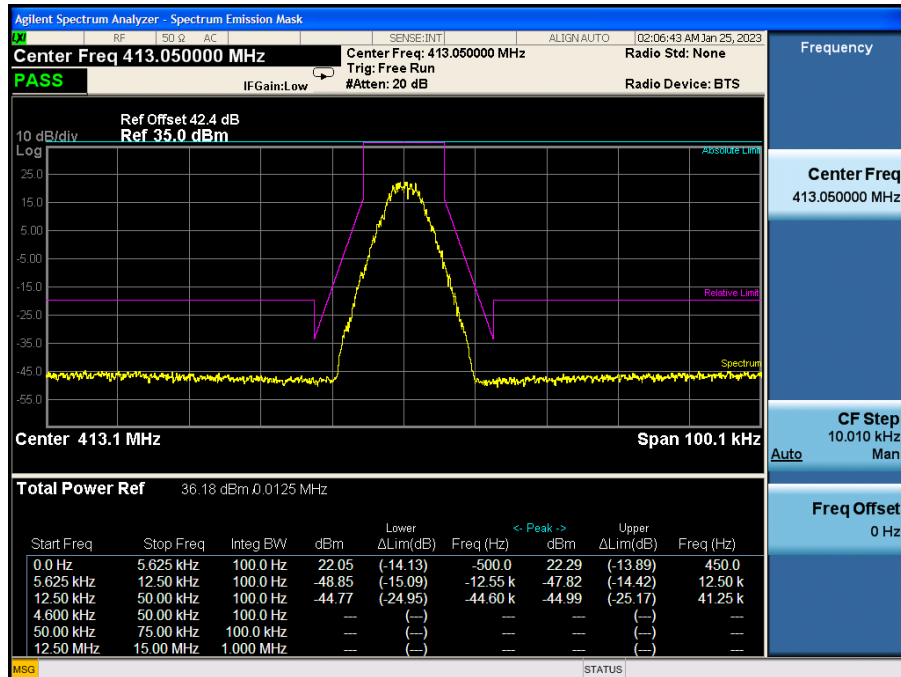 Agilent Spectrum Analyzer - Spectrum Emission Mask
LXI RF 50 Ω AC SENSE:INT ALIGN AUTO 02:06:43 AM Jan 25, 2023
Center Freq 413.050000 MHz
Center Freq: 413.050000 MHz
Radio Std: None
Trig: Free Run
PASS
IFGain:Low
#Atten: 20 dB
Radio Device: BTS
Ref Offset 42.4 dB
10 dB/div Ref 35.0 dBm
Log
Absolute Limit
25.0
15.0
5.00
-5.00
-15.0
Relative Limit
-25.0
-35.0
Spectrum
-45.0
-55.0
Center 413.1 MHz Span 100.1 kHz
Total Power Ref 36.18 dBm / 0.0125 MHz
Lower <- Peak -> Upper
Start Freq Stop Freq Integ BW dBm ΔLim(dB) Freq (Hz) dBm ΔLim(dB) Freq (Hz)
0.0 Hz 5.625 kHz 100.0 Hz 22.05 (-14.13) -500.0 22.29 (-13.89) 450.0
5.625 kHz 12.50 kHz 100.0 Hz -48.85 (-15.09) -12.55 k -47.82 (-14.42) 12.50 k
12.50 kHz 50.00 kHz 100.0 Hz -44.77 (-24.95) -44.60 k -44.99 (-25.17) 41.25 k
4.600 kHz 50.00 kHz 100.0 Hz --- (---) --- --- (---) ---
50.00 kHz 75.00 kHz 100.0 kHz --- (---) --- --- (---) ---
12.50 MHz 15.00 MHz 1.000 MHz --- (---) --- --- (---) ---
MSG STATUS
Frequency
Center Freq
413.050000 MHz
CF Step
10.010 kHz
Auto Man
Freq Offset
0 Hz